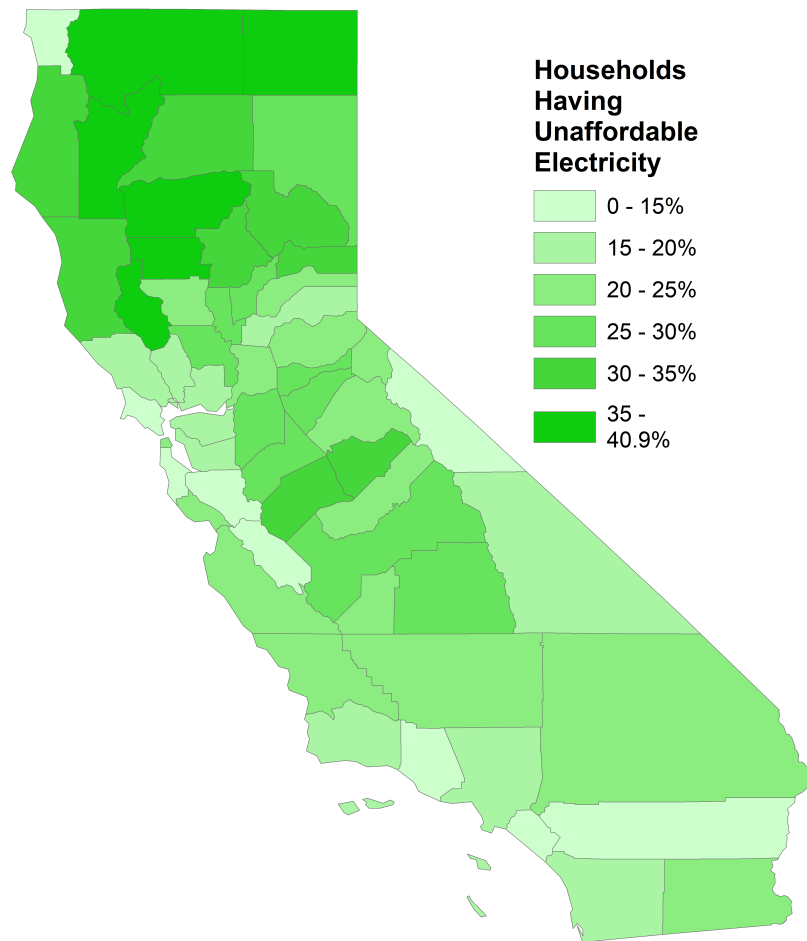 Households
Having
Unaffordable
Electricity
0 - 15%
15 - 20%
20 - 25%
25 - 30%
30 - 35%
35 -
40.9%